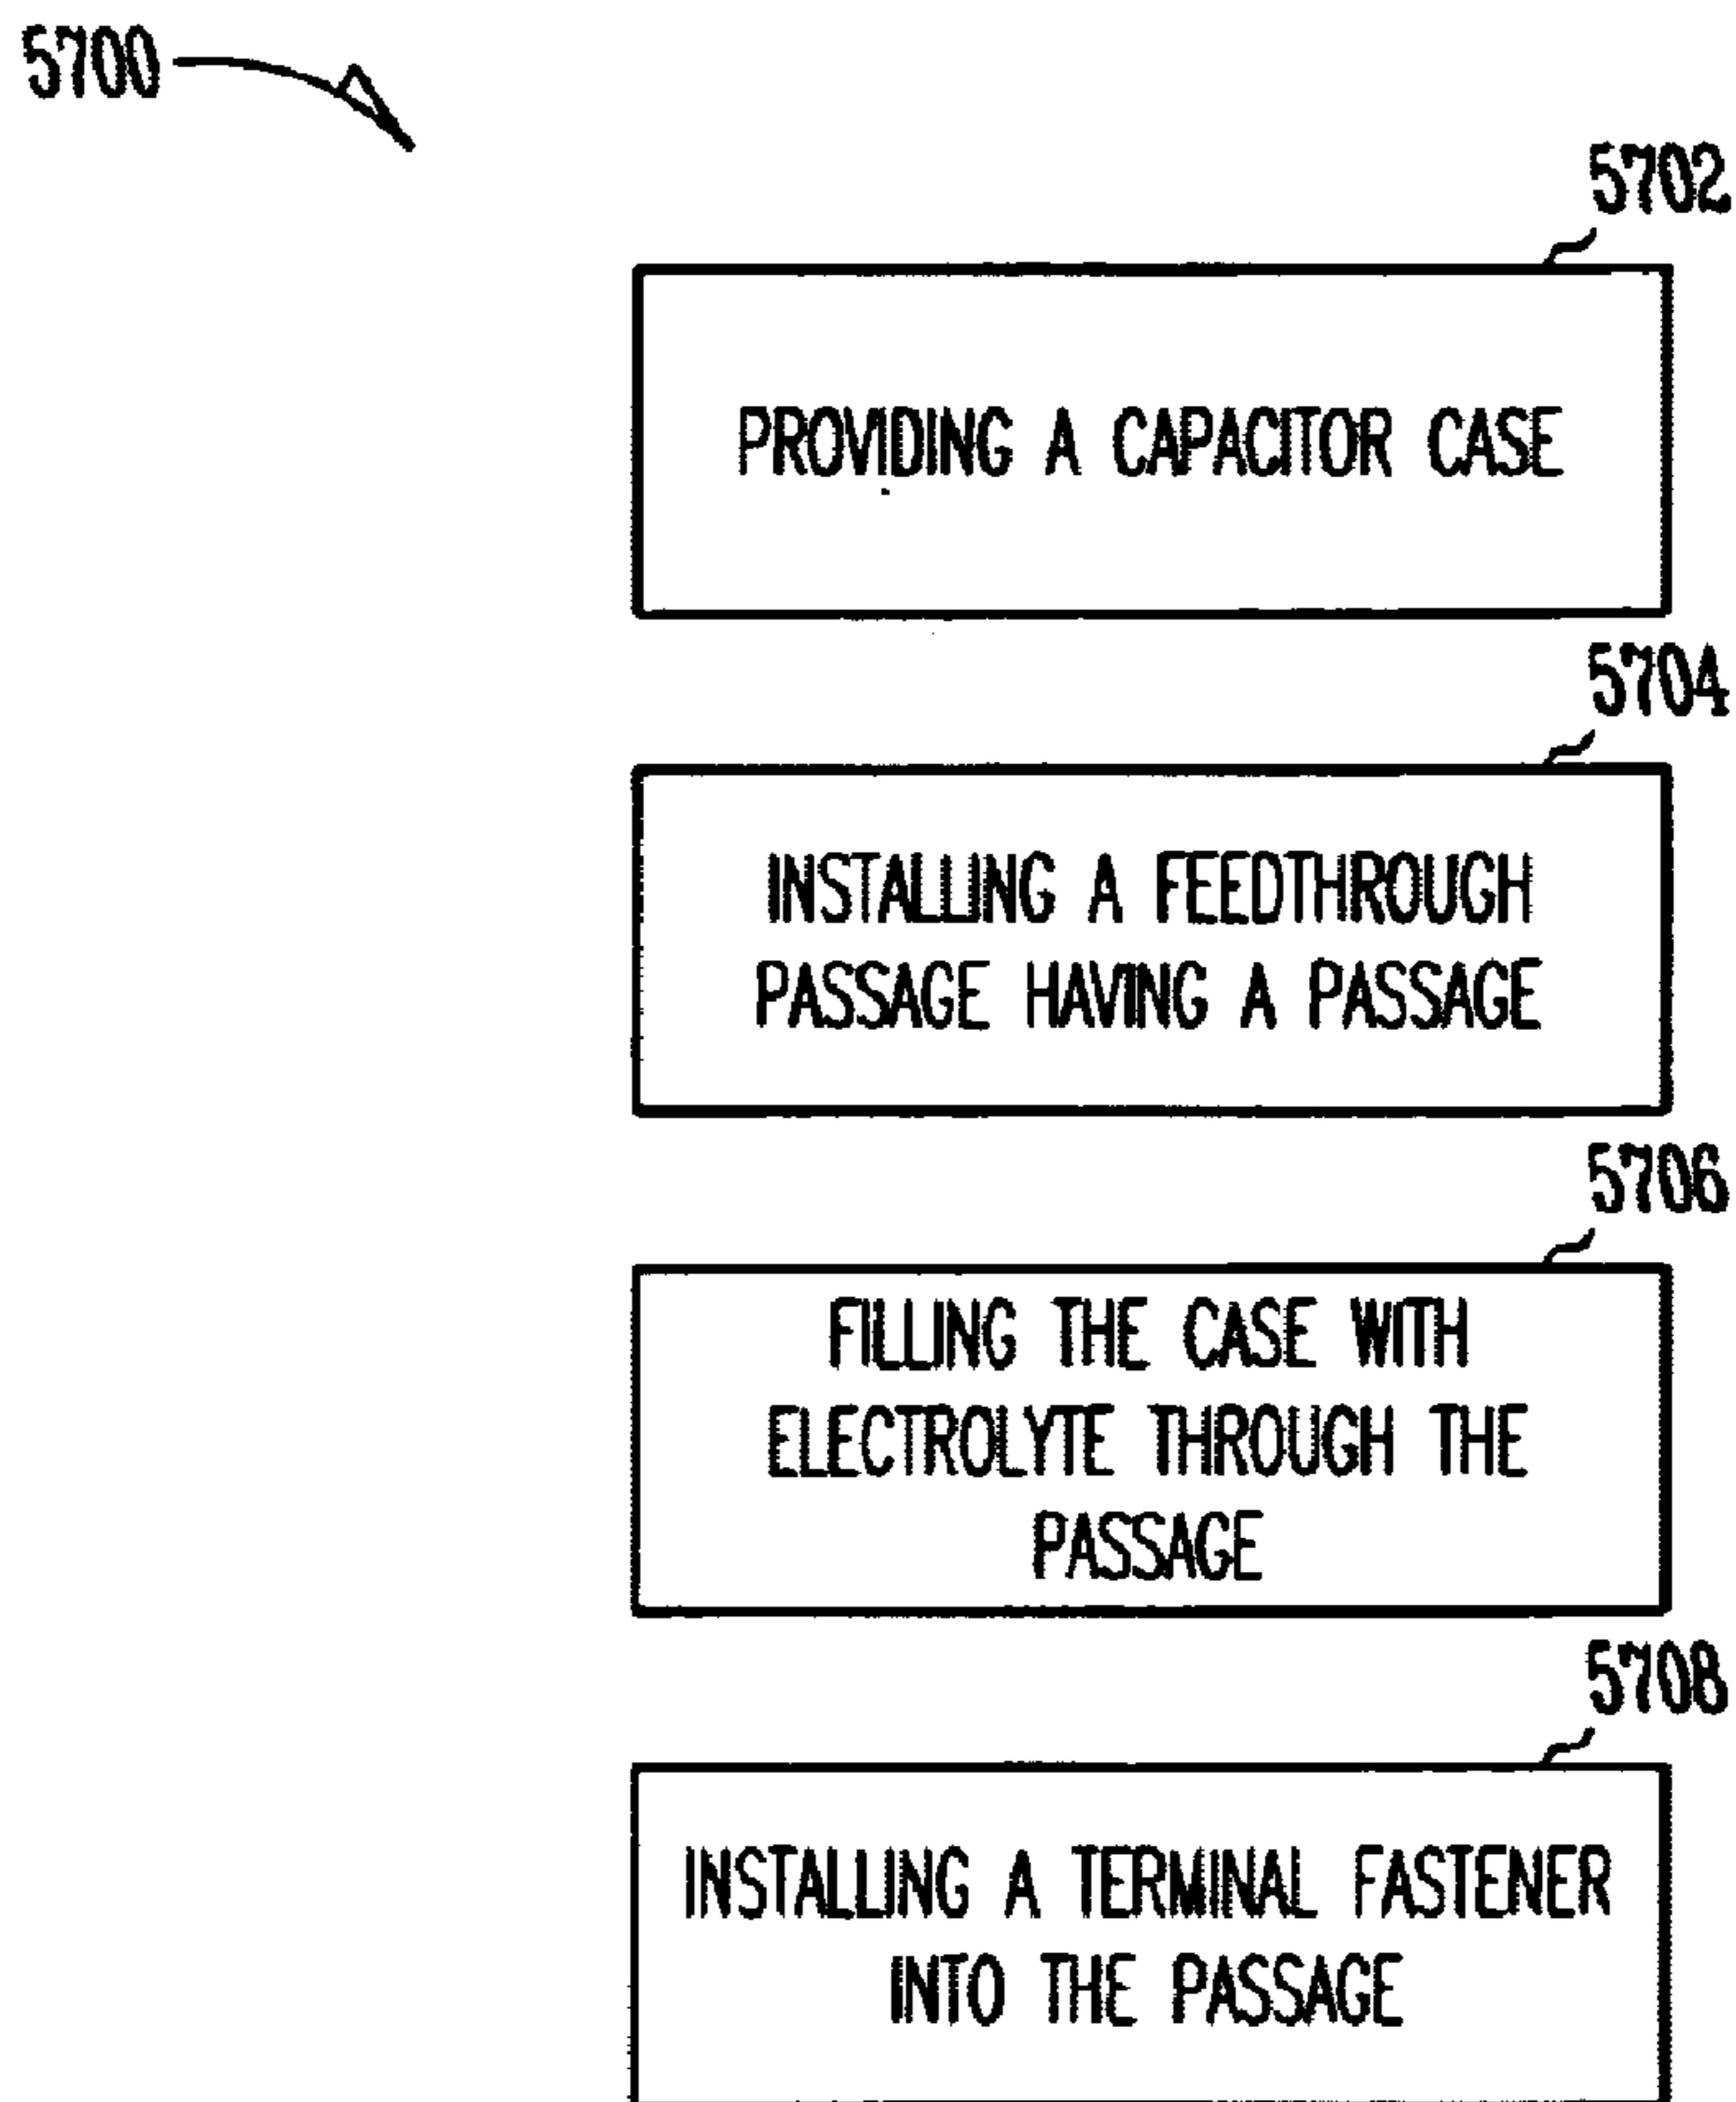 5700
5702
PROVIDING A CAPACITOR CASE
5704
INSTALLING A FEEDTHROUGH
PASSAGE HAVING A PASSAGE
5706
FILLING THE CASE WITH
ELECTROLYTE THROUGH THE
PASSAGE
5708
INSTALLING A TERMINAL FASTENER
INTO THE PASSAGE